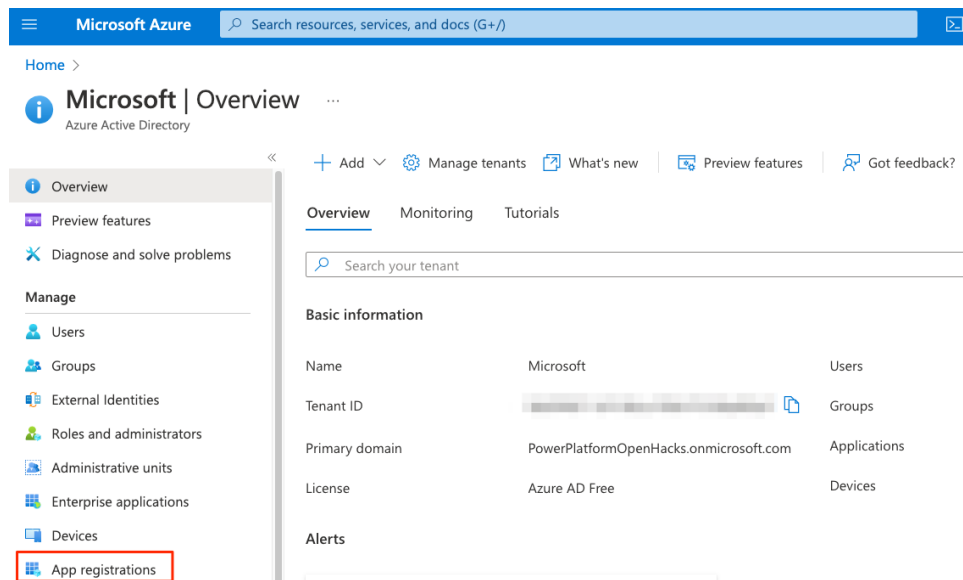 Microsoft Azure
Search resources, services, and docs (G+/)
Home >
Microsoft | Overview ...
Azure Active Directory
«
Overview
Preview features
Diagnose and solve problems
Manage
Users
Groups
External Identities
Roles and administrators
Administrative units
Enterprise applications
Devices
App registrations
Add
Manage tenants
What's new
Preview features
Got feedback?
Overview
Monitoring
Tutorials
Search your tenant
Basic information
Name
Microsoft
Users
Tenant ID
Groups
Primary domain
PowerPlatformOpenHacks.onmicrosoft.com
Applications
License
Azure AD Free
Devices
Alerts